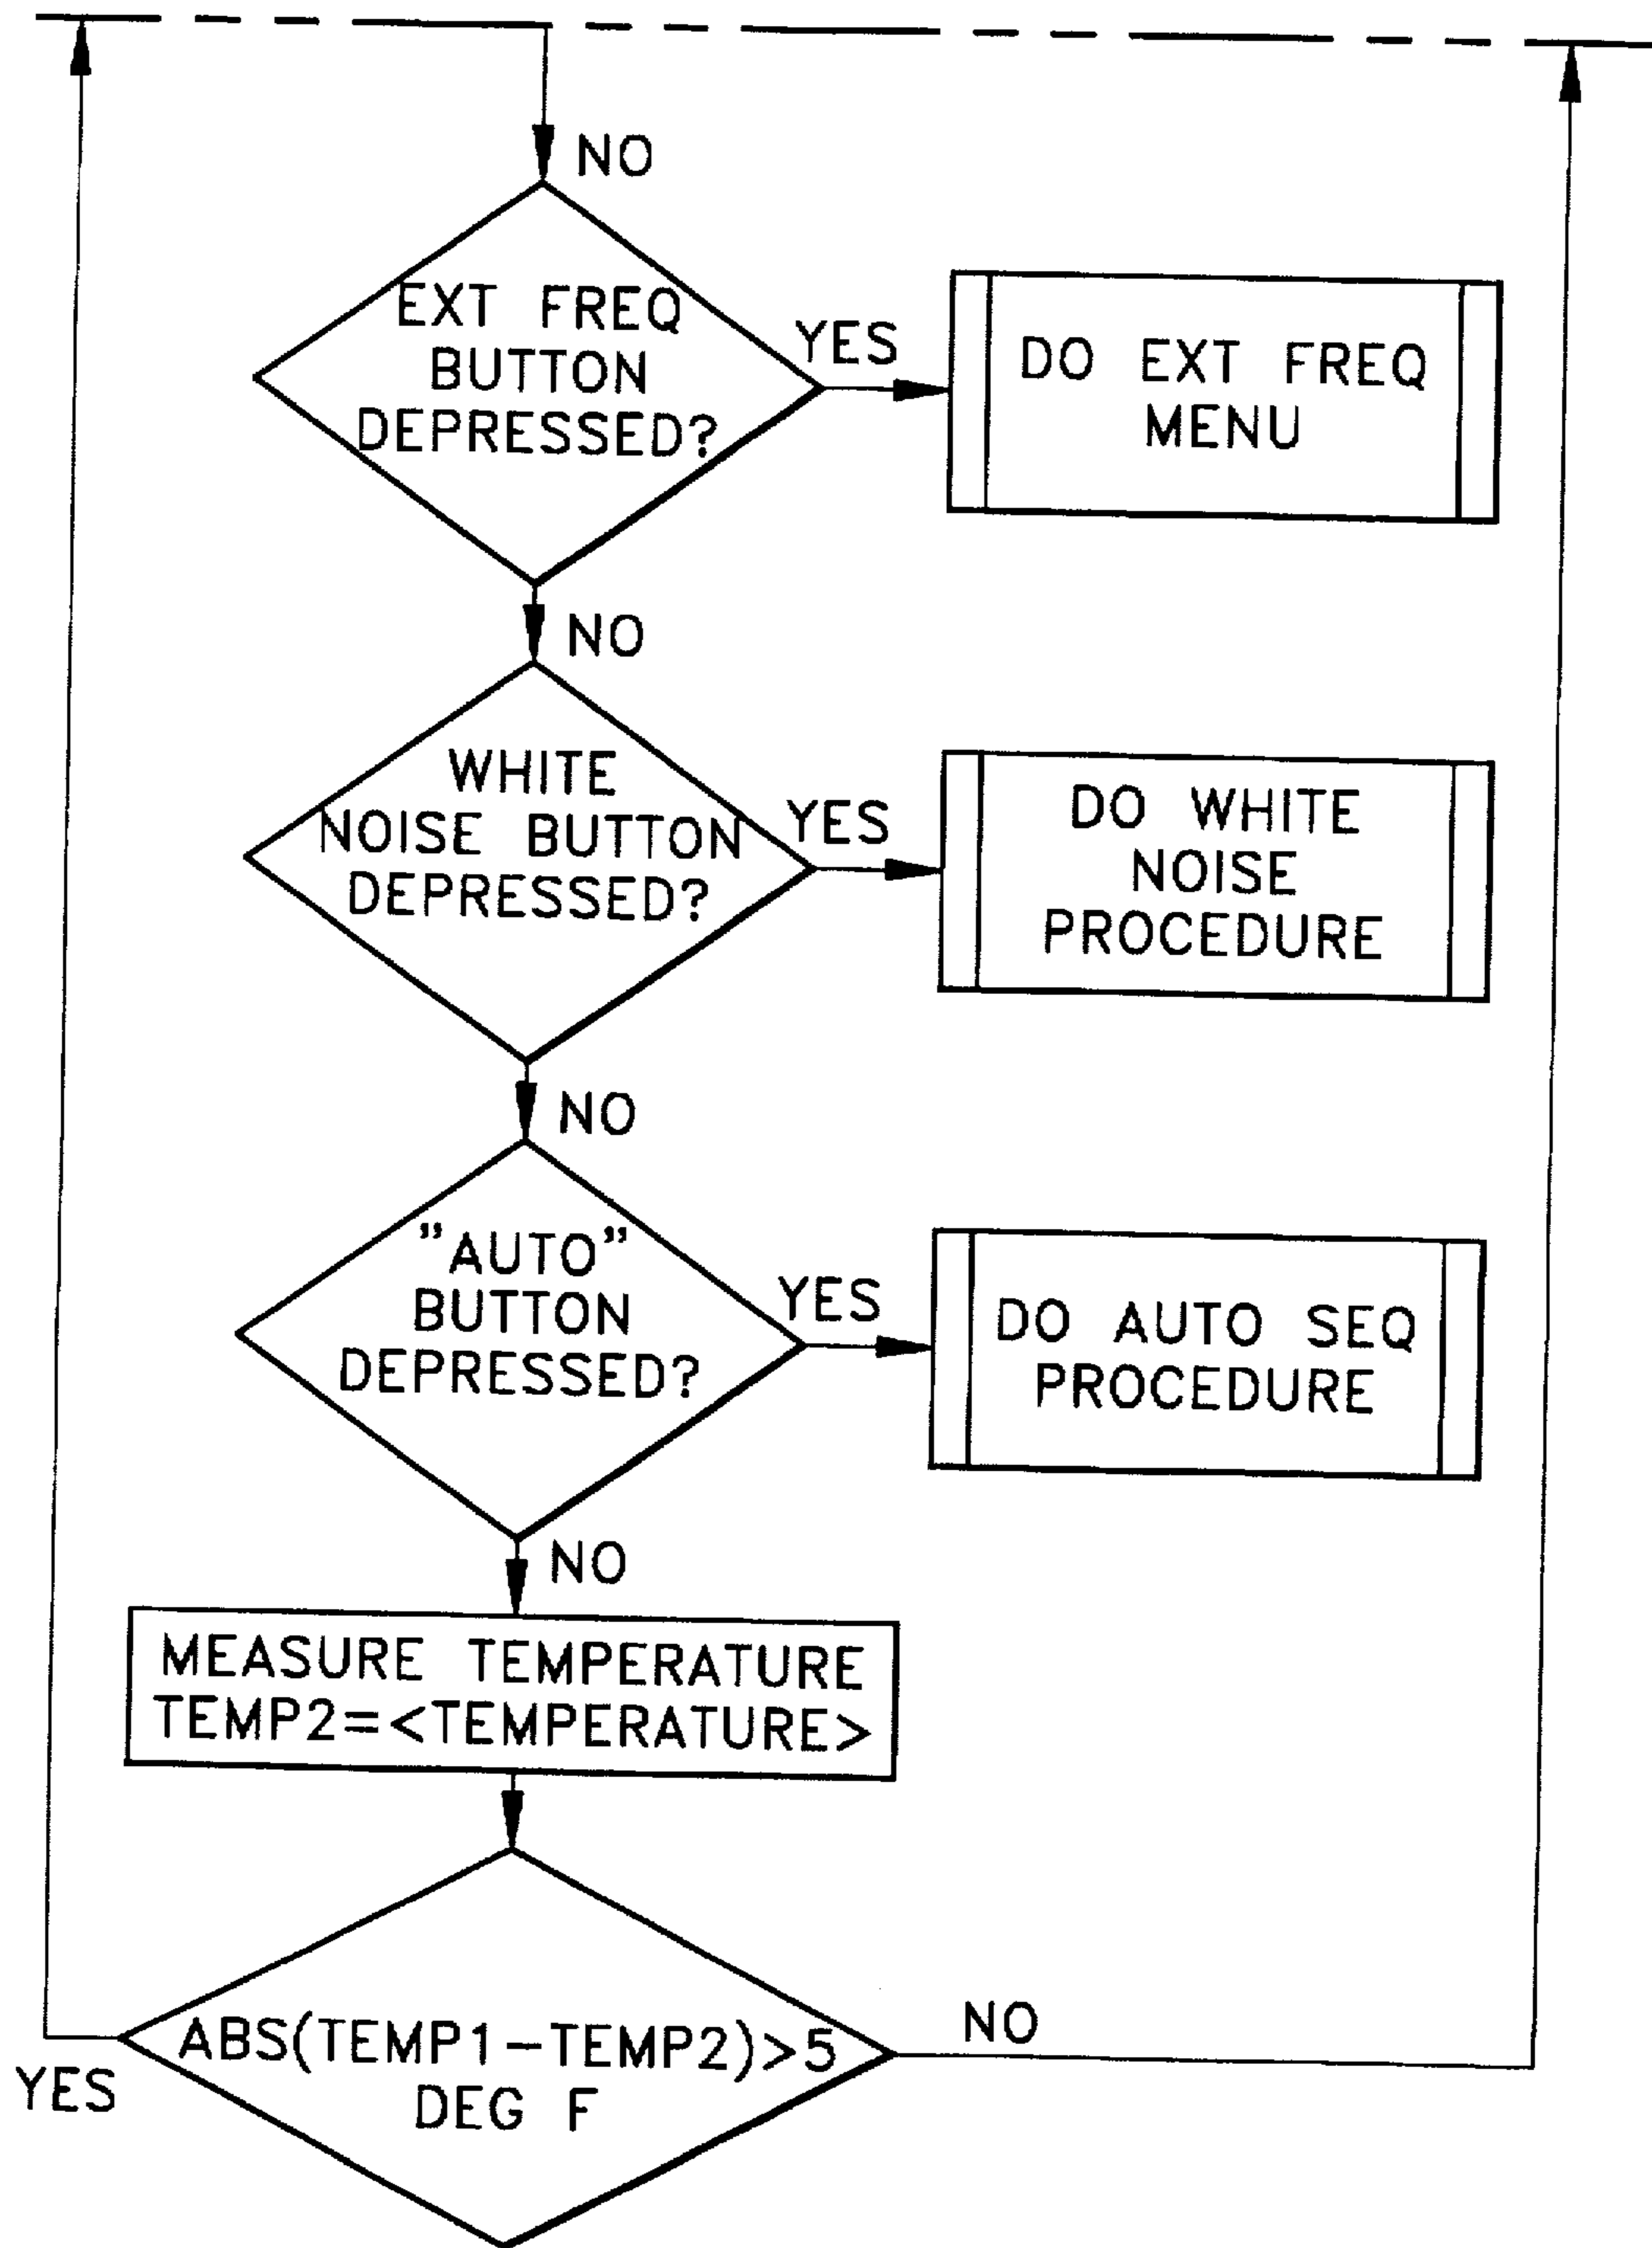 NO
EXT FREQ
BUTTON
DEPRESSED?
YES
DO EXT FREQ
MENU
NO
WHITE
NOISE BUTTON
DEPRESSED?
YES
DO WHITE
NOISE
PROCEDURE
NO
"AUTO"
BUTTON
DEPRESSED?
YES
DO AUTO SEQ
PROCEDURE
NO
MEASURE TEMPERATURE
TEMP2=<TEMPERATURE>
ABS(TEMP1-TEMP2)>5
DEG F
NO
YES